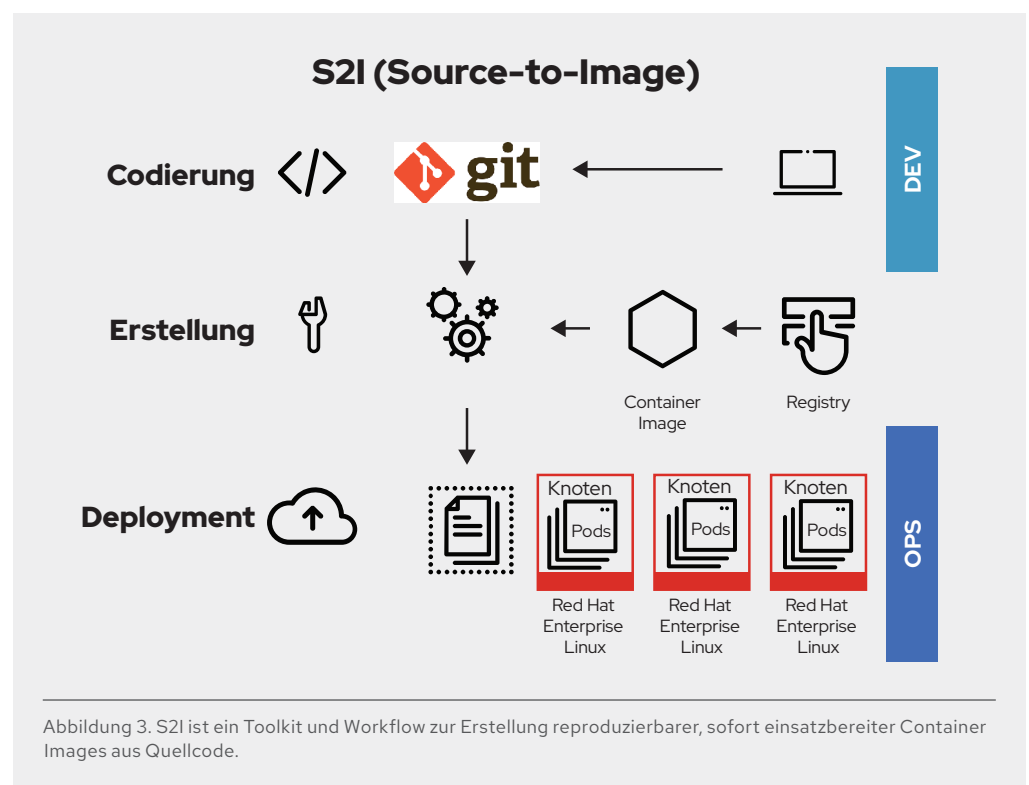 S2I (Source-to-Image)
DEV
Codierung
git
Erstellung
Container
Image
Registry
Deployment
Knoten
Pods
Knoten
Pods
Knoten
Pods
OPS
Red Hat
Enterprise
Linux
Red Hat
Enterprise
Linux
Red Hat
Enterprise
Linux
Abbildung 3. S2I ist ein Toolkit und Workflow zur Erstellung reproduzierbarer, sofort einsatzbereiter Container
Images aus Quellcode.